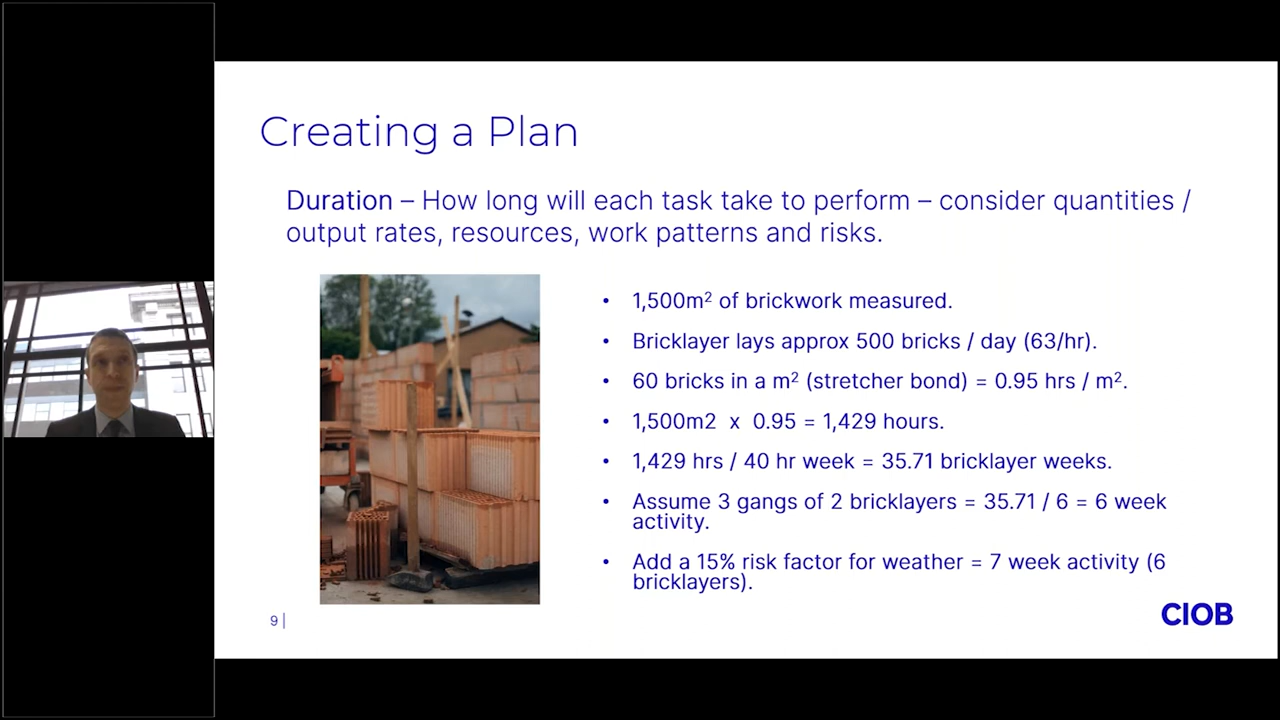 Creating a Plan
Duration – How long will each task take to perform – consider quantities /
output rates, resources, work patterns and risks.
• 1,500m² of brickwork measured.
• Bricklayer lays approx 500 bricks / day (63/hr).
• 60 bricks in a m² (stretcher bond) = 0.95 hrs / m².
• 1,500m2 x 0.95 = 1,429 hours.
• 1,429 hrs / 40 hr week = 35.71 bricklayer weeks.
• Assume 3 gangs of 2 bricklayers = 35.71 / 6 = 6 week
activity.
• Add a 15% risk factor for weather = 7 week activity (6
bricklayers).
9 |
CIOB